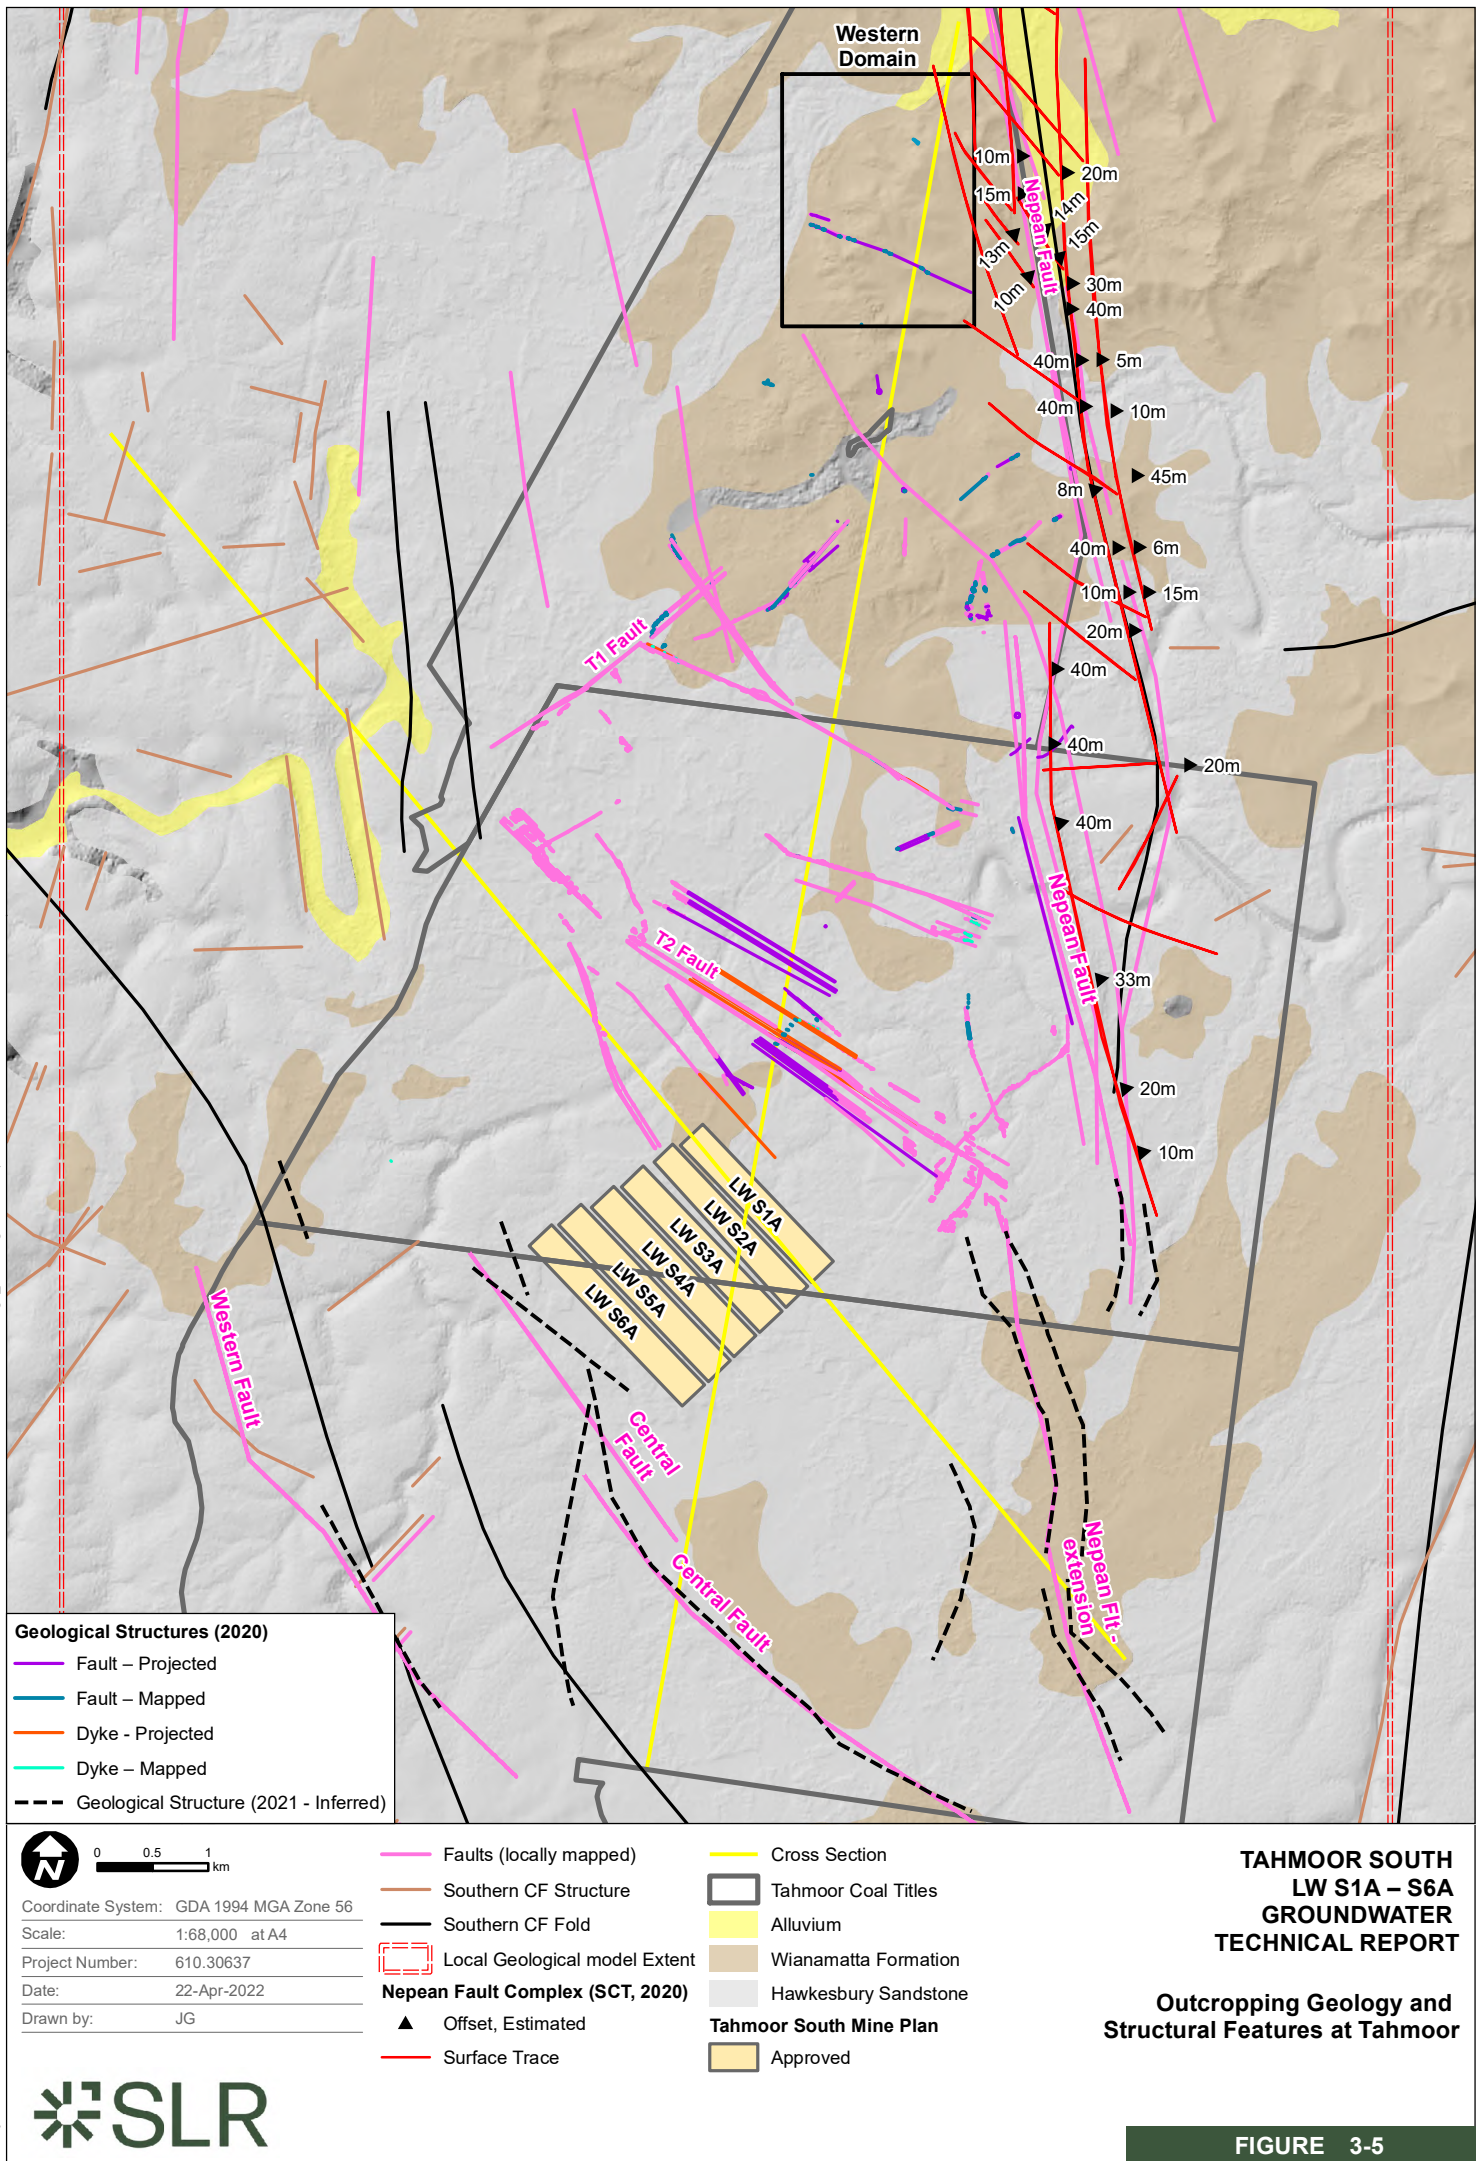 Western
Domain
10m
20m
15m
14m
Nepean Fault
15m
13m
10m
30m
40m
40m
5m
40m
10m
45m
8m
40m
6m
10m
15m
20m
T1 Fault
40m
40m
20m
40m
Nepean Fault
T2 Fault
33m
20m
10m
LW S1A
LW S2A
LW S3A
LW S4A
LW S5A
LW S6A
Western Fault
Central
Fault
Central Fault
Nepean Flt -
extension
Geological Structures (2020)
Fault – Projected
Fault – Mapped
Dyke - Projected
Dyke – Mapped
Geological Structure (2021 - Inferred)
N
0 0.5 1
km
Coordinate System: GDA 1994 MGA Zone 56
Scale: 1:68,000 at A4
Project Number: 610.30637
Date: 22-Apr-2022
Drawn by: JG
SLR
Faults (locally mapped)
Southern CF Structure
Southern CF Fold
Local Geological model Extent
Nepean Fault Complex (SCT, 2020)
Offset, Estimated
Surface Trace
Cross Section
Tahmoor Coal Titles
Alluvium
Wianamatta Formation
Hawkesbury Sandstone
Tahmoor South Mine Plan
Approved
TAHMOOR SOUTH
LW S1A – S6A
GROUNDWATER
TECHNICAL REPORT
Outcropping Geology and
Structural Features at Tahmoor
FIGURE 3-5